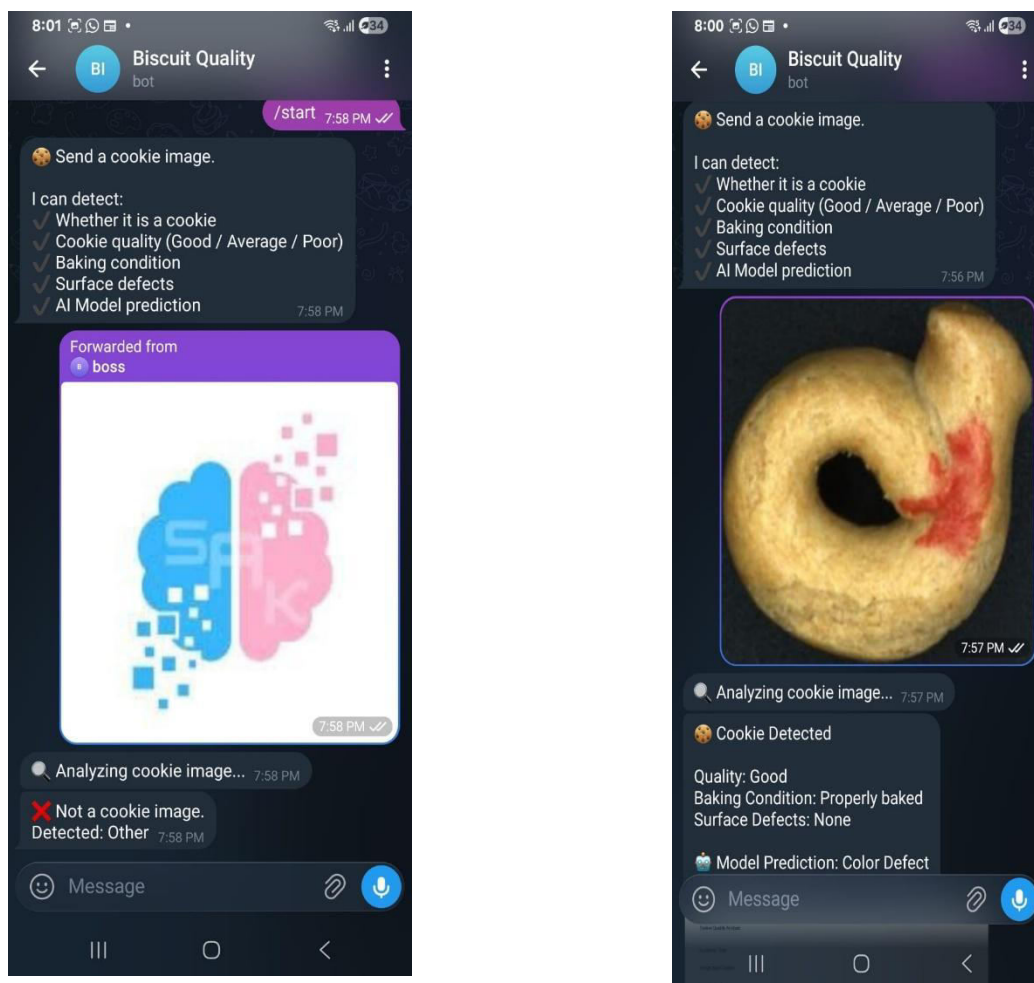 8:01
34
BI
Biscuit Quality
bot
/start 7:58 PM
Send a cookie image.
I can detect:
Whether it is a cookie
Cookie quality (Good / Average / Poor)
Baking condition
Surface defects
AI Model prediction
7:58 PM
Forwarded from
boss
SAK
7:58 PM
Analyzing cookie image... 7:58 PM
Not a cookie image.
Detected: Other 7:58 PM
Message
8:00
34
BI
Biscuit Quality
bot
Send a cookie image.
I can detect:
Whether it is a cookie
Cookie quality (Good / Average / Poor)
Baking condition
Surface defects
AI Model prediction
7:56 PM
7:57 PM
Analyzing cookie image... 7:57 PM
Cookie Detected
Quality: Good
Baking Condition: Properly baked
Surface Defects: None
Model Prediction: Color Defect
Message